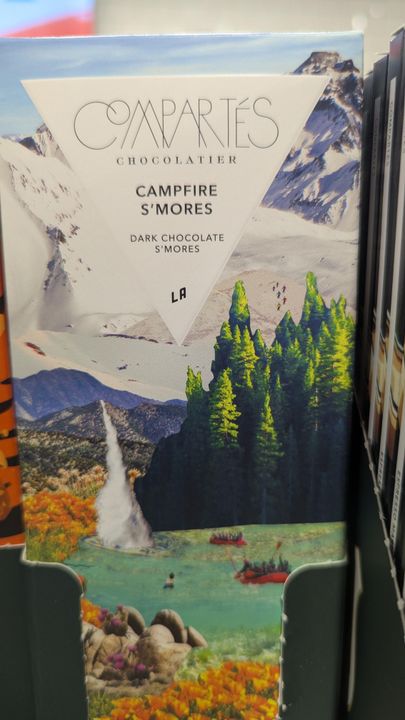 COMPARTÉS
CHOCOLATIER
CAMPFIRE
S'MORES
DARK CHOCOLATE
S'MORES
LA